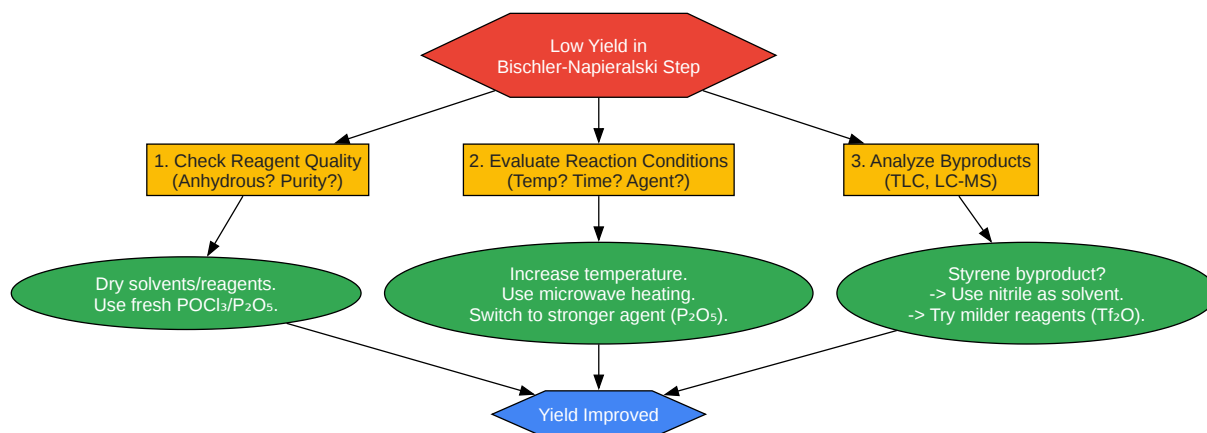 Low Yield in
Bischler-Napieralski Step
1. Check Reagent Quality
(Anhydrous? Purity?)
2. Evaluate Reaction Conditions
(Temp? Time? Agent?)
3. Analyze Byproducts
(TLC, LC-MS)
Dry solvents/reagents.
Use fresh POCl₃/P₂O₅.
Increase temperature.
Use microwave heating.
Switch to stronger agent (P₂O₅).
Styrene byproduct?
-> Use nitrile as solvent.
-> Try milder reagents (Tf₂O).
Yield Improved